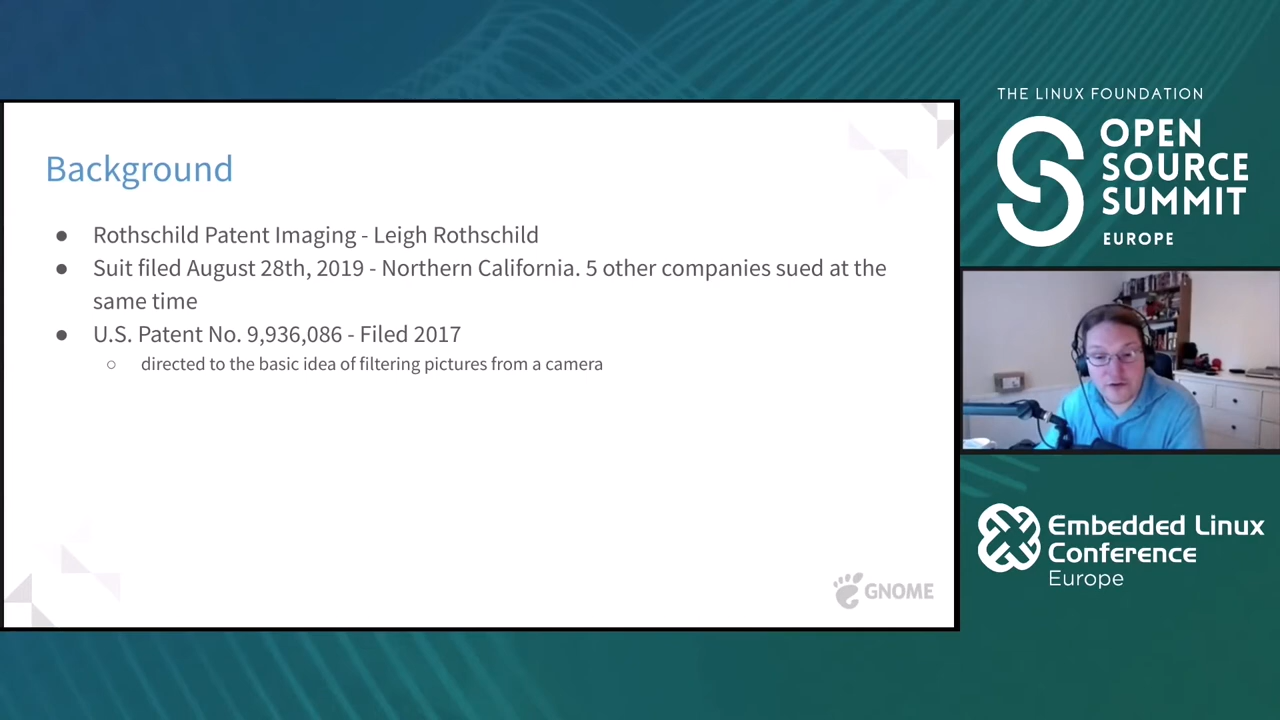 Background
● Rothschild Patent Imaging - Leigh Rothschild
● Suit filed August 28th, 2019 - Northern California. 5 other companies sued at the
same time
● U.S. Patent No. 9,936,086 - Filed 2017
○ directed to the basic idea of filtering pictures from a camera
GNOME
THE LINUX FOUNDATION
OPEN
SOURCE
SUMMIT
EUROPE
Embedded Linux
Conference
Europe